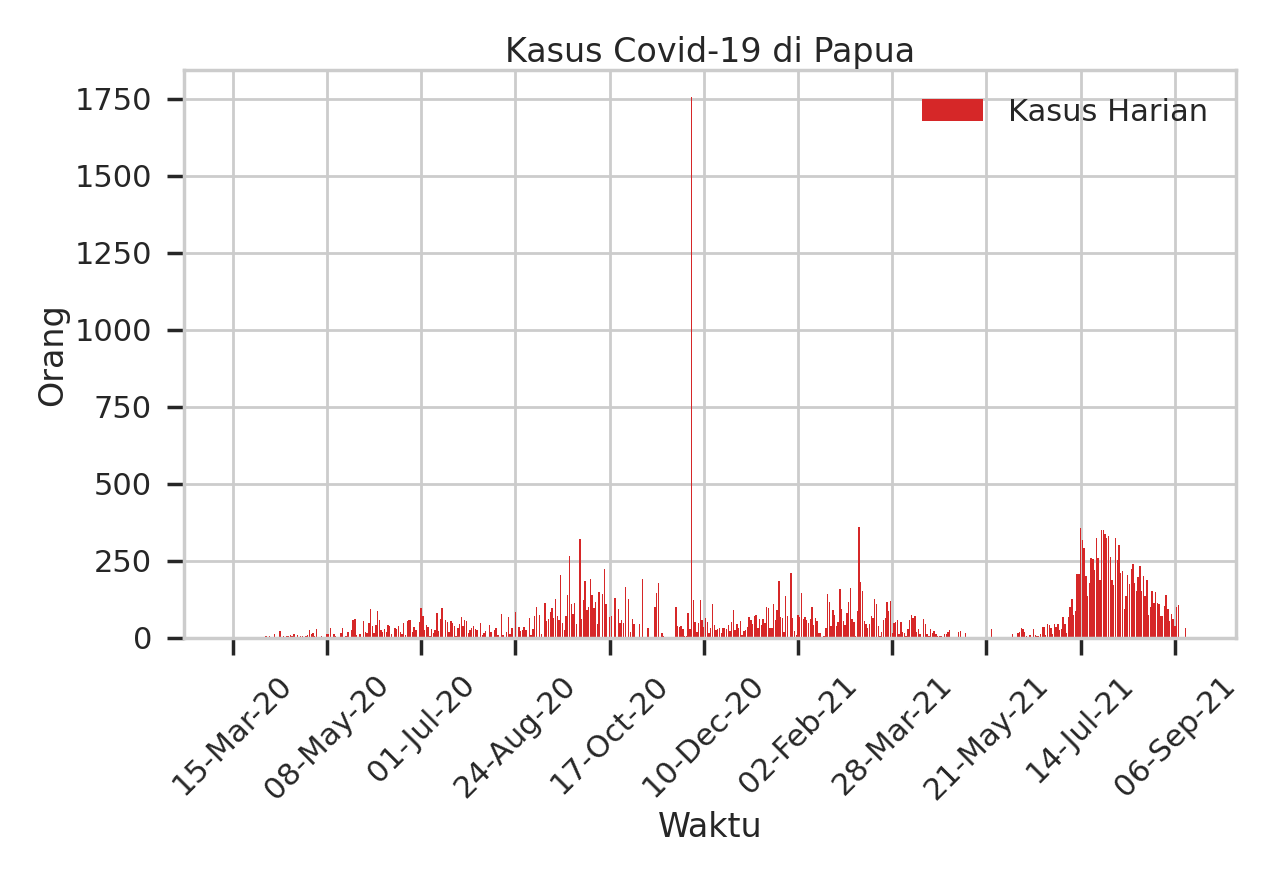 Kasus Covid-19 di Papua
Kasus Harian
Orang
1750
1500
1250
1000
750
500
250
0
15-Mar-20
08-May-20
01-Jul-20
24-Aug-20
17-Oct-20
10-Dec-20
02-Feb-21
28-Mar-21
21-May-21
14-Jul-21
06-Sep-21
Waktu